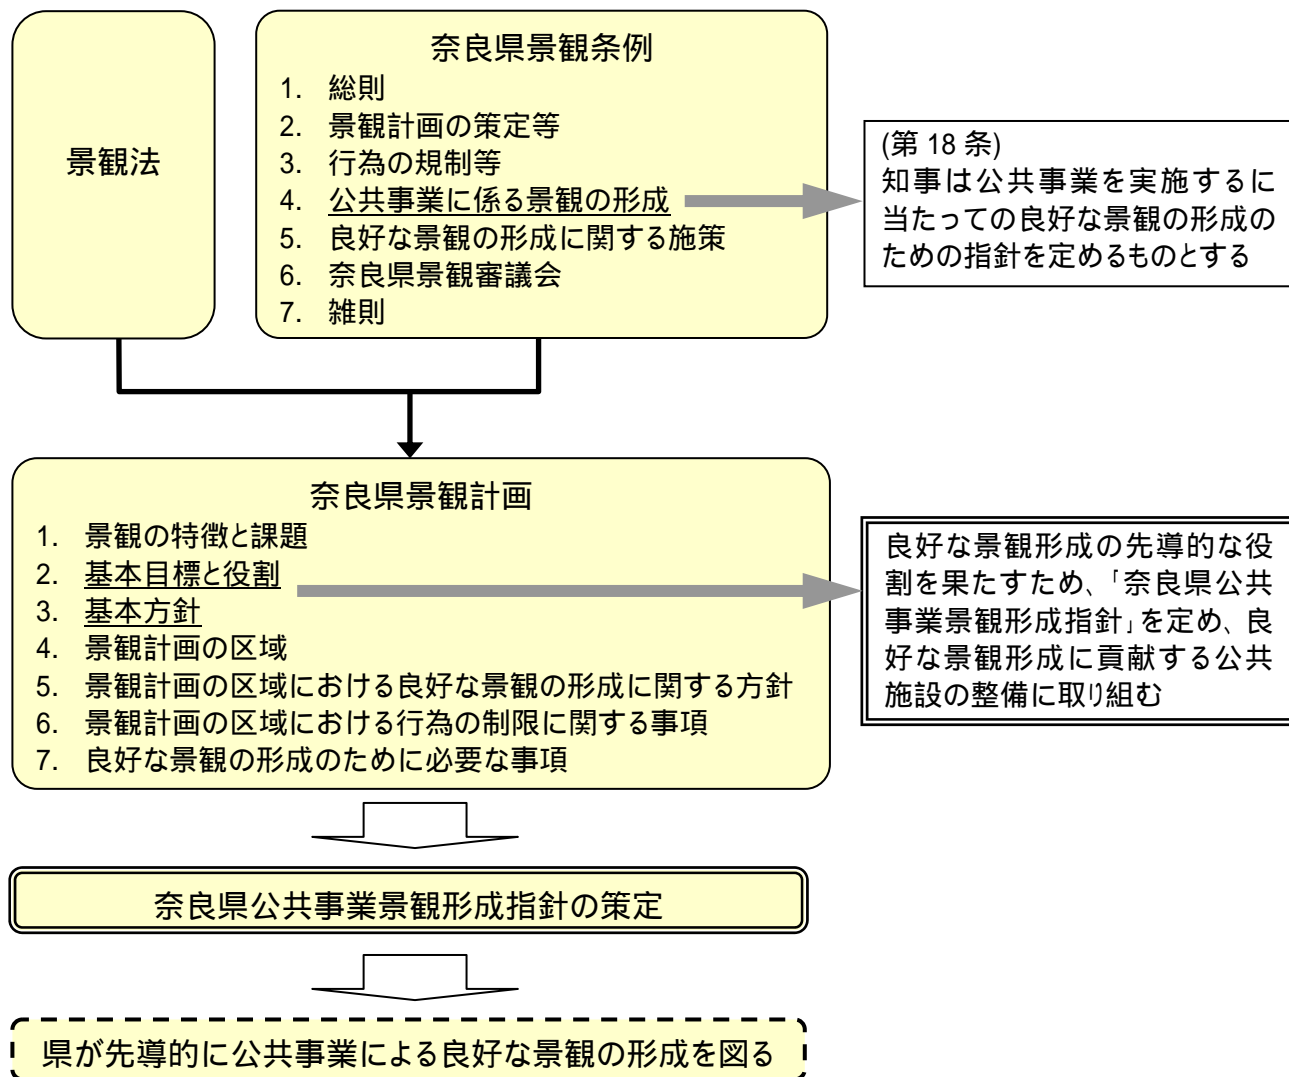 景観法
奈良県景観条例
1. 総則
2. 景観計画の策定等
3. 行為の規制等
4. 公共事業に係る景観の形成
5. 良好な景観の形成に関する施策
6. 奈良県景観審議会
7. 雑則
(第 18 条)
知事は公共事業を実施するに
当たっての良好な景観の形成の
ための指針を定めるものとする
奈良県景観計画
1. 景観の特徴と課題
2. 基本目標と役割
3. 基本方針
4. 景観計画の区域
5. 景観計画の区域における良好な景観の形成に関する方針
6. 景観計画の区域における行為の制限に関する事項
7. 良好な景観の形成のために必要な事項
良好な景観形成の先導的な役
割を果たすため、「奈良県公共
事業景観形成指針」を定め、良
好な景観形成に貢献する公共
施設の整備に取り組む
奈良県公共事業景観形成指針の策定
県が先導的に公共事業による良好な景観の形成を図る